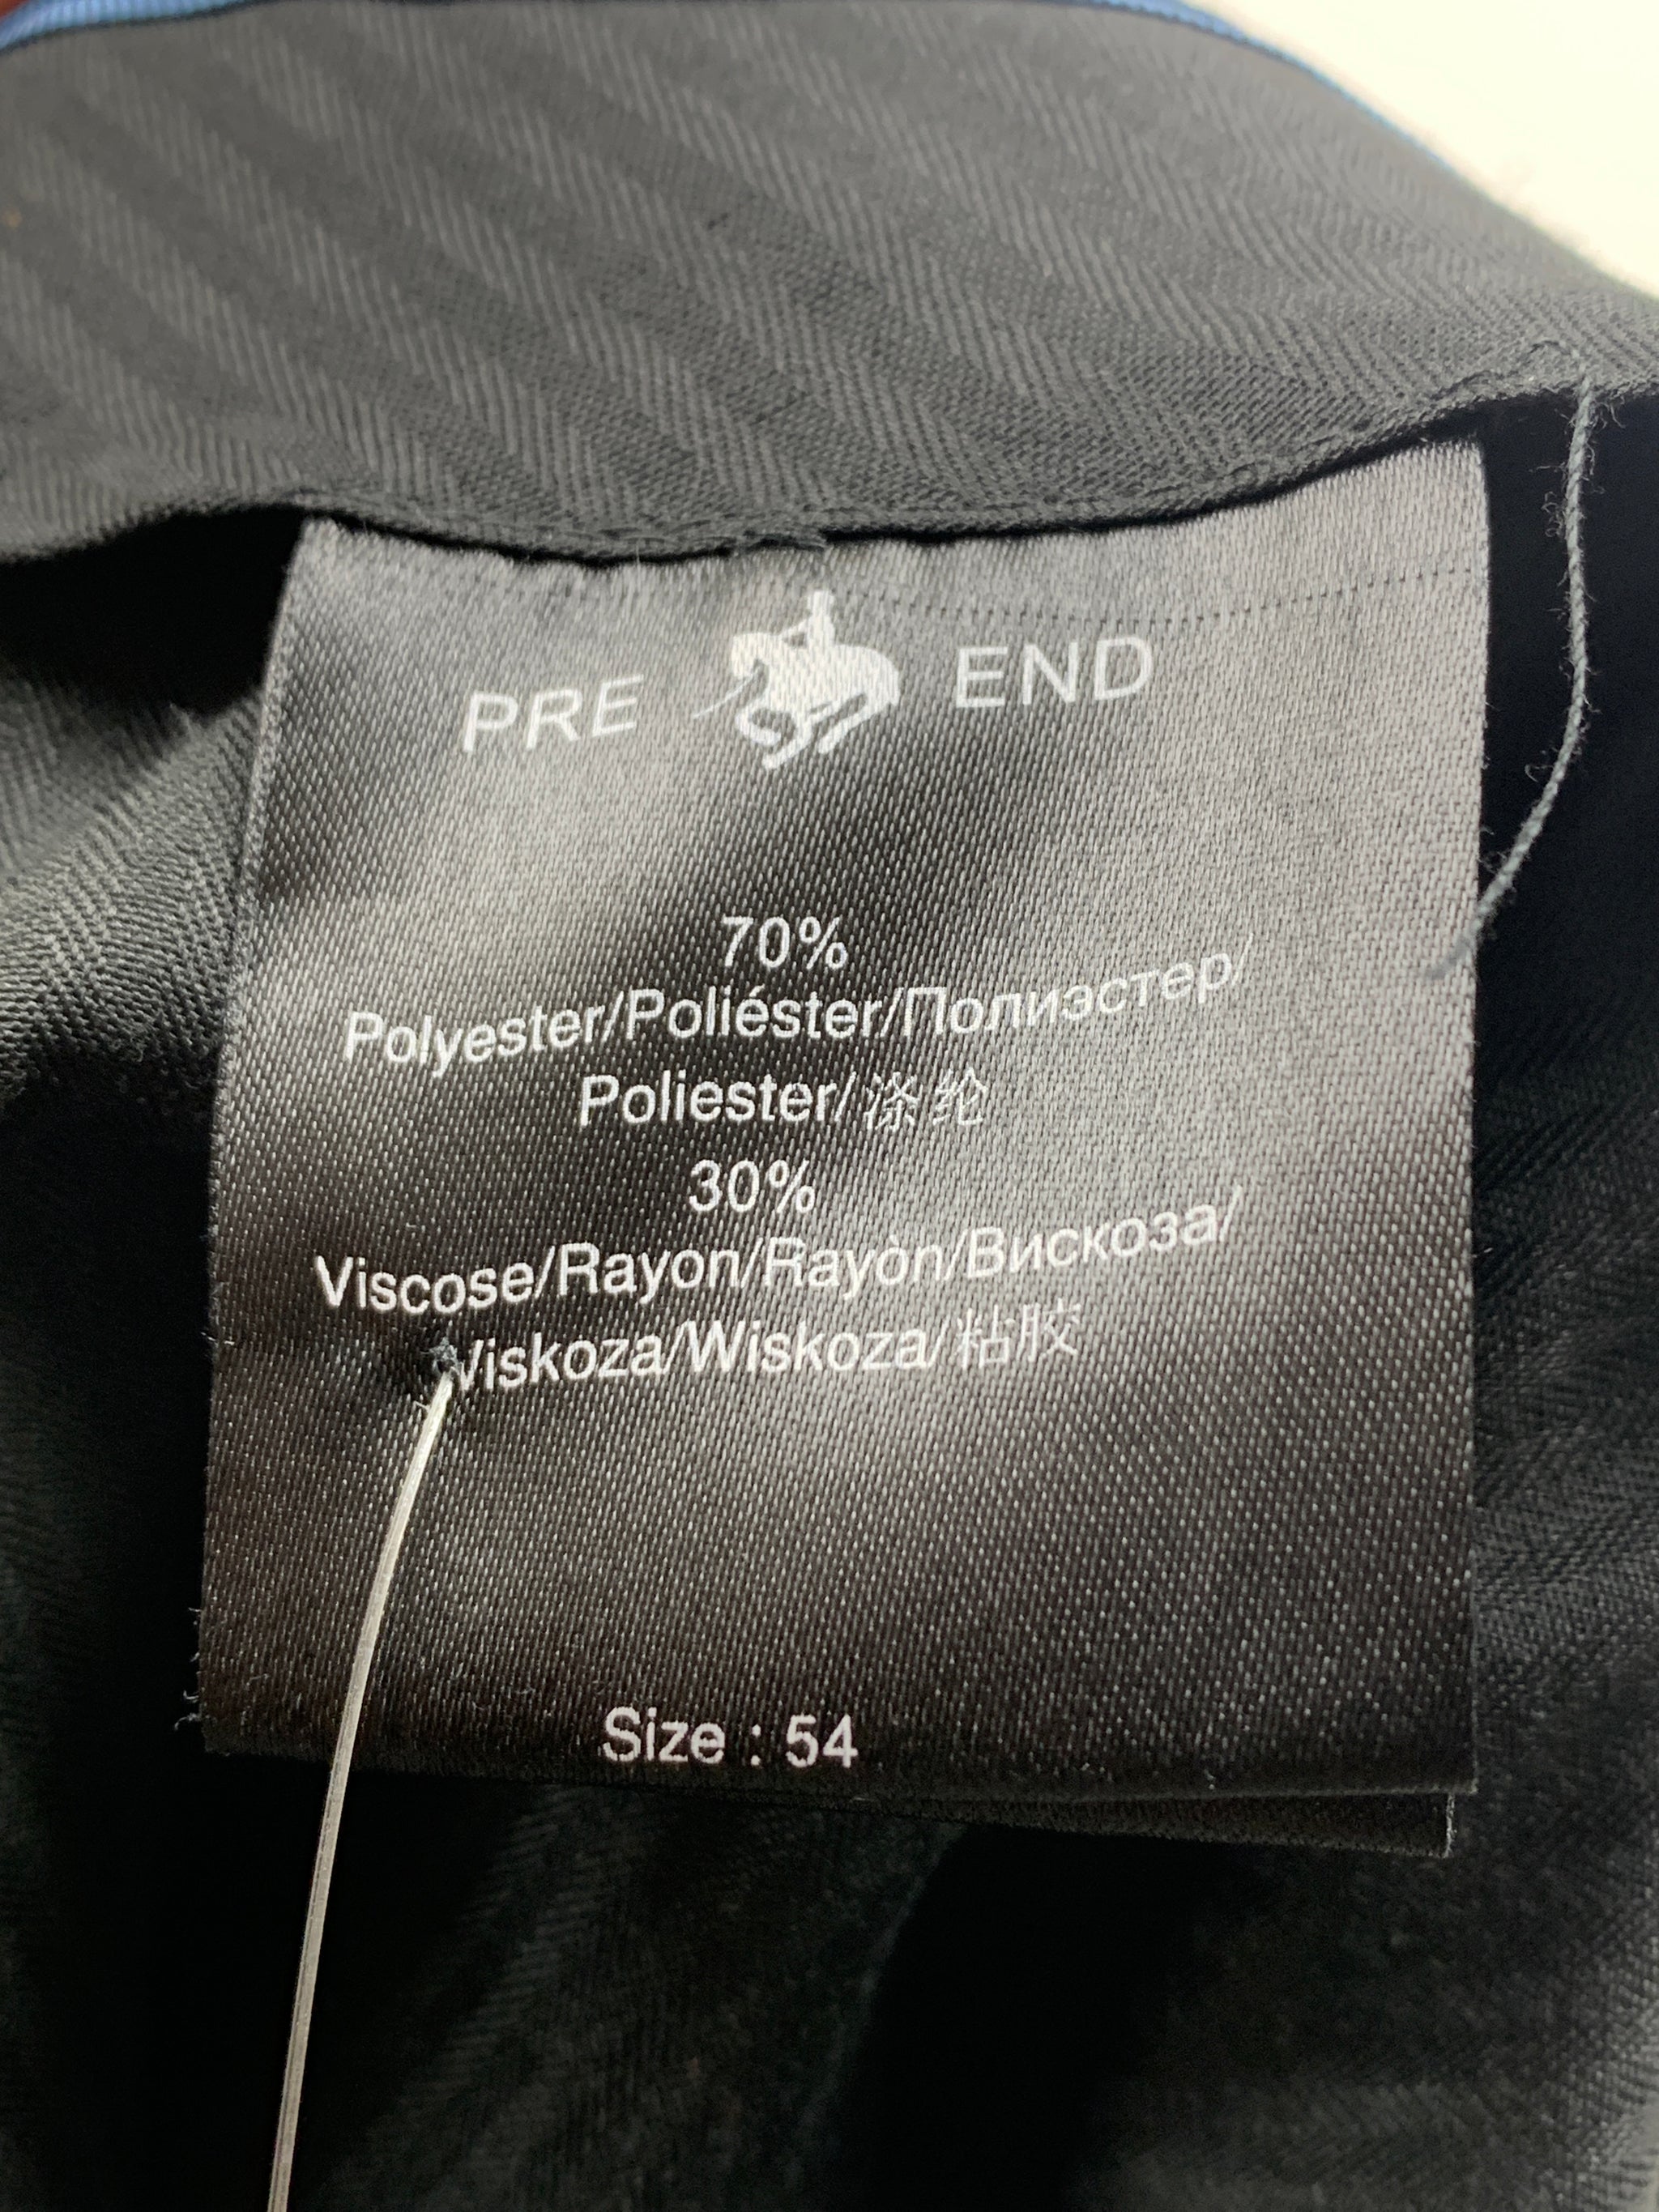 PRE END
70%
Polyester/Poliéster/Полиэстер/
Poliester/涤纶
30%
Viscose/Rayon/Rayòn/Вискоза/
Viskoza/Wiskoza/粘胶
Size : 54